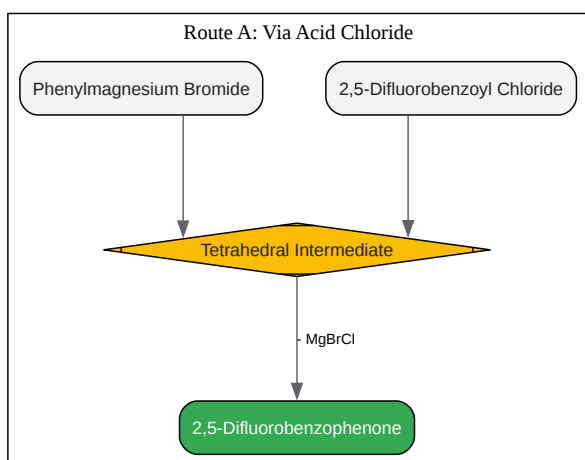 Route A: Via Acid Chloride
Phenylmagnesium Bromide
2,5-Difluorobenzoyl Chloride
Tetrahedral Intermediate
- MgBrCl
2,5-Difluorobenzophenone